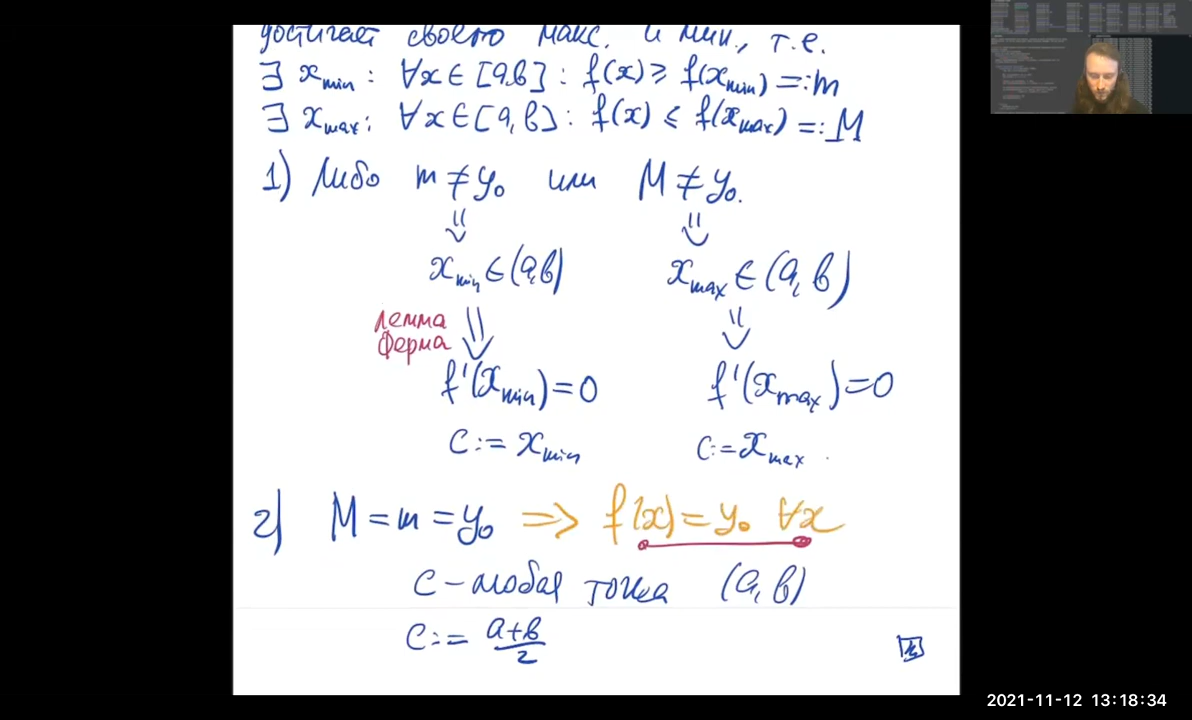 достигает своего макс. и мин., т.е.
∃ x_min : ∀x∈[a,b] : f(x) ⩾ f(x_min) =: m
∃ x_max : ∀x∈[a,b] : f(x) ⩽ f(x_max) =: M
1) Либо m ≠ y₀ или M ≠ y₀.
⇓ ⇓
x_min ∈ (a,b) x_max ∈ (a,b)
лемма Ферма ⇓ ⇓
f'(x_min) = 0 f'(x_max) = 0
c := x_min c := x_max
2) M = m = y₀ ⇒ f(x) = y₀ ∀x
c – любая точка (a,b)
c := (a+b)/2
2021-11-12 13:18:34